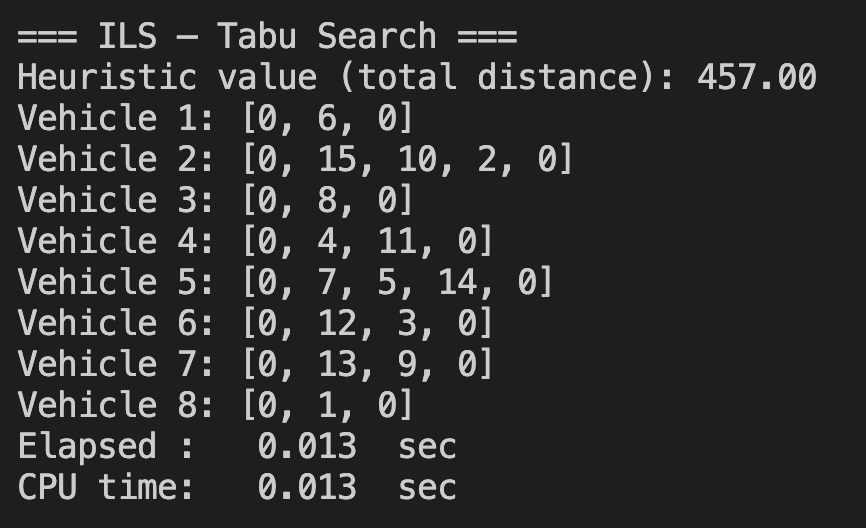 === ILS – Tabu Search ===
Heuristic value (total distance): 457.00
Vehicle 1: [0, 6, 0]
Vehicle 2: [0, 15, 10, 2, 0]
Vehicle 3: [0, 8, 0]
Vehicle 4: [0, 4, 11, 0]
Vehicle 5: [0, 7, 5, 14, 0]
Vehicle 6: [0, 12, 3, 0]
Vehicle 7: [0, 13, 9, 0]
Vehicle 8: [0, 1, 0]
Elapsed :   0.013  sec
CPU time:   0.013  sec